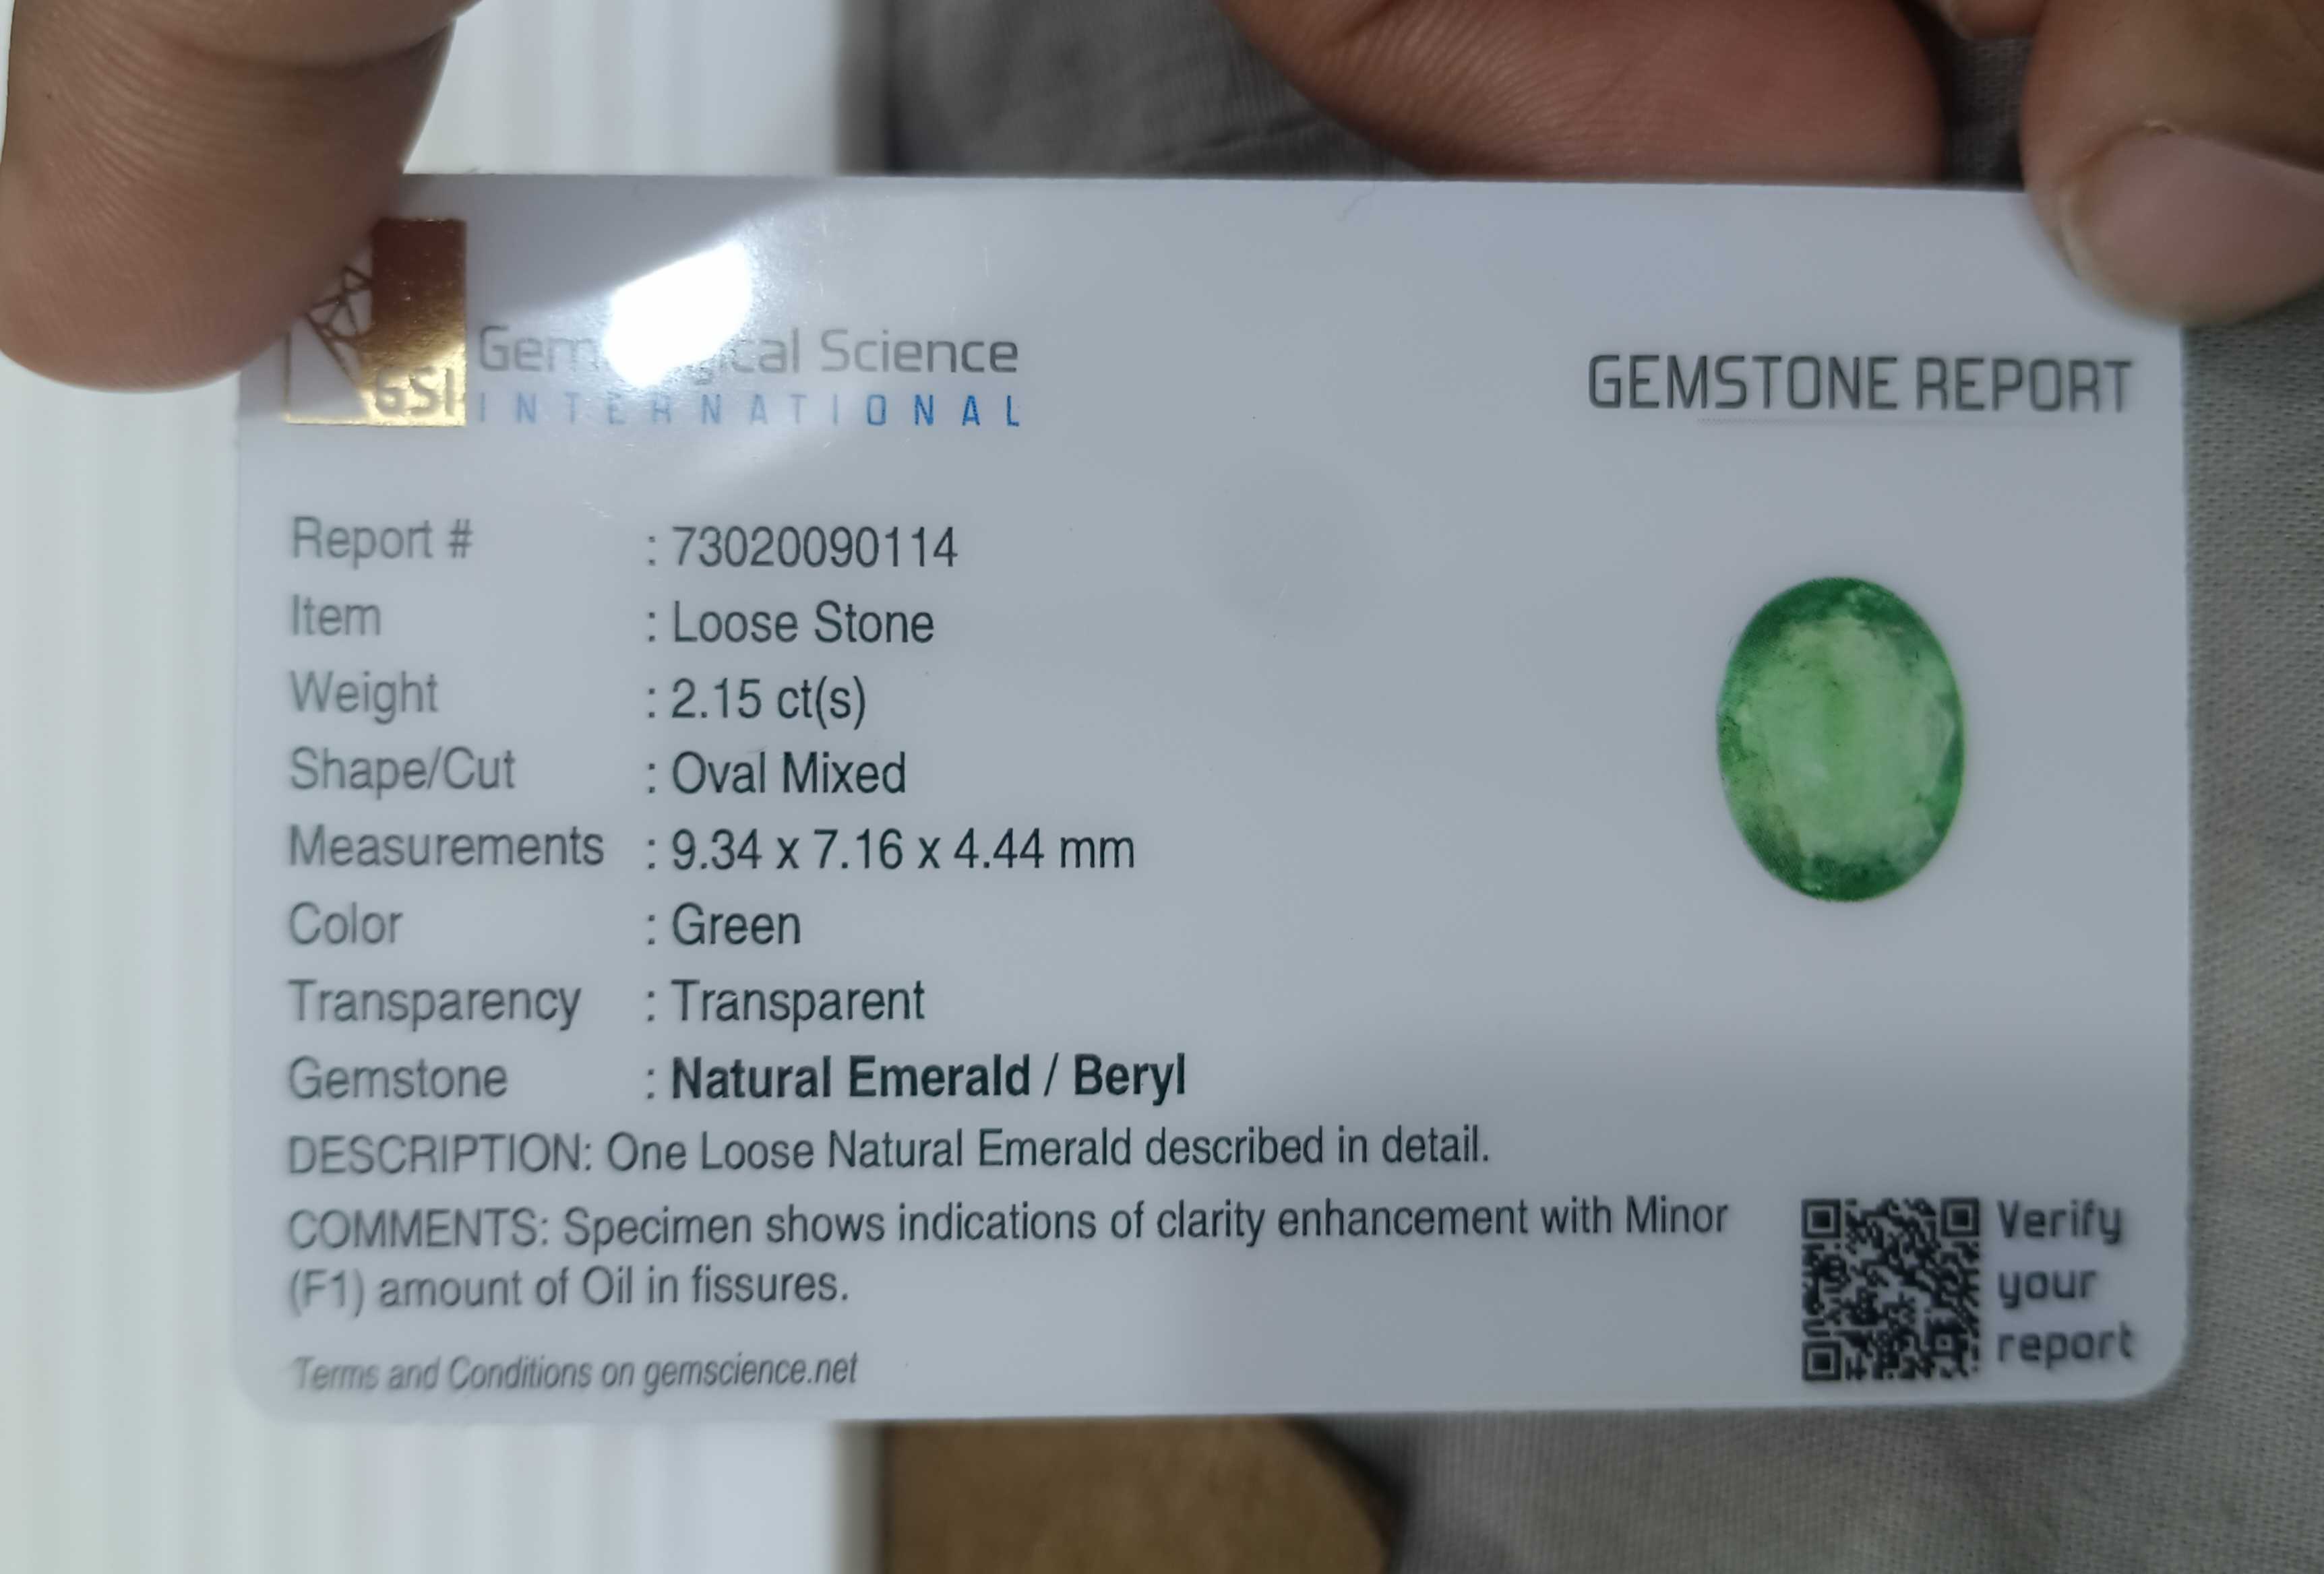 GSI
Science
INTERNATIONAL
GEMSTONE REPORT
Report # : 73020090114
Item : Loose Stone
Weight : 2.15 ct(s)
Shape/Cut : Oval Mixed
Measurements : 9.34 x 7.16 x 4.44 mm
Color : Green
Transparency : Transparent
Gemstone : Natural Emerald / Beryl
DESCRIPTION: One Loose Natural Emerald described in detail.
COMMENTS: Specimen shows indications of clarity enhancement with Minor
(F1) amount of Oil in fissures.
Terms and Conditions on gemscience.net
Verify
your
report